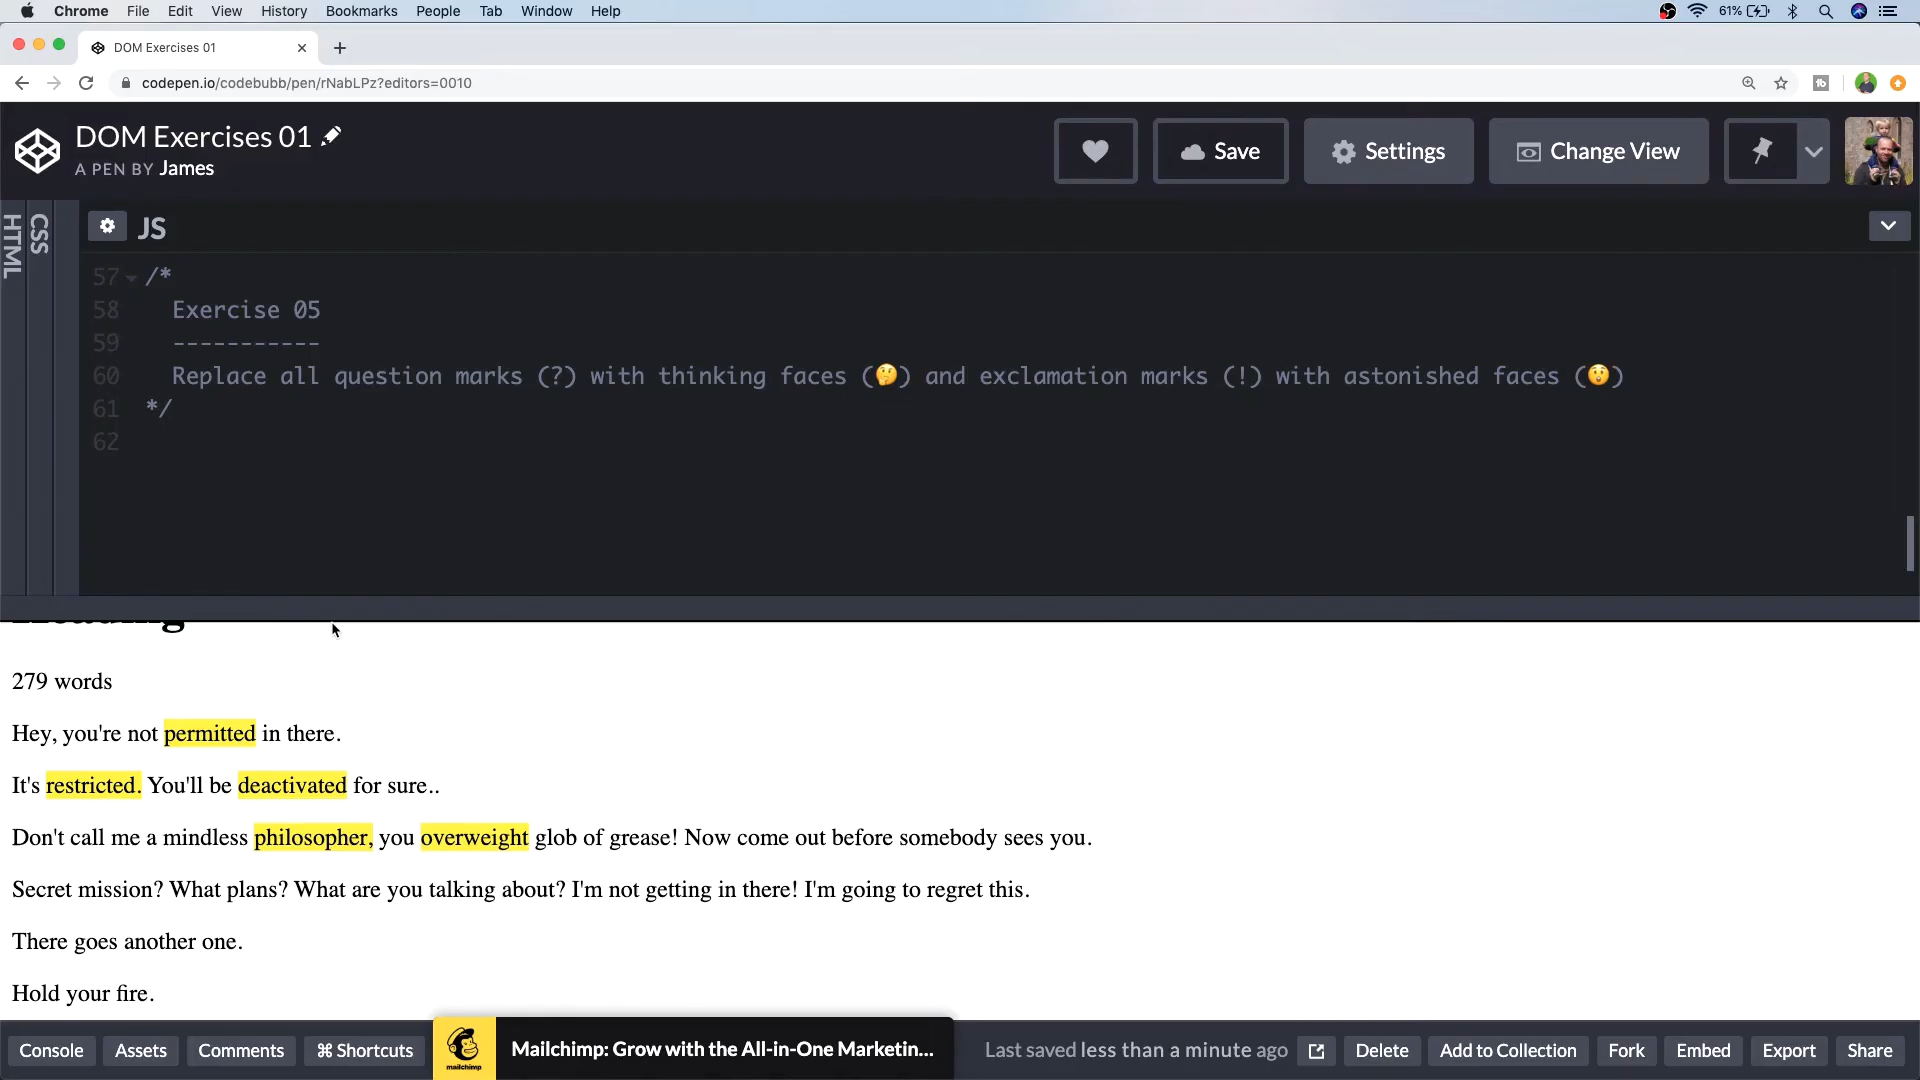 Chrome File Edit View History Bookmarks People Tab Window Help
61%
DOM Exercises 01
codepen.io/codebubb/pen/rNabLPz?editors=0010
DOM Exercises 01
A PEN BY James
Save
Settings
Change View
HTML
CSS
JS
57 /*
58 Exercise 05
59 -----------
60 Replace all question marks (?) with thinking faces (🤔) and exclamation marks (!) with astonished faces (😲)
61 */
62
279 words
Hey, you're not permitted in there.
It's restricted. You'll be deactivated for sure..
Don't call me a mindless philosopher, you overweight glob of grease! Now come out before somebody sees you.
Secret mission? What plans? What are you talking about? I'm not getting in there! I'm going to regret this.
There goes another one.
Hold your fire.
Console Assets Comments ⌘ Shortcuts
mailchimp
Mailchimp: Grow with the All-in-One Marketin...
Last saved less than a minute ago
Delete Add to Collection Fork Embed Export Share